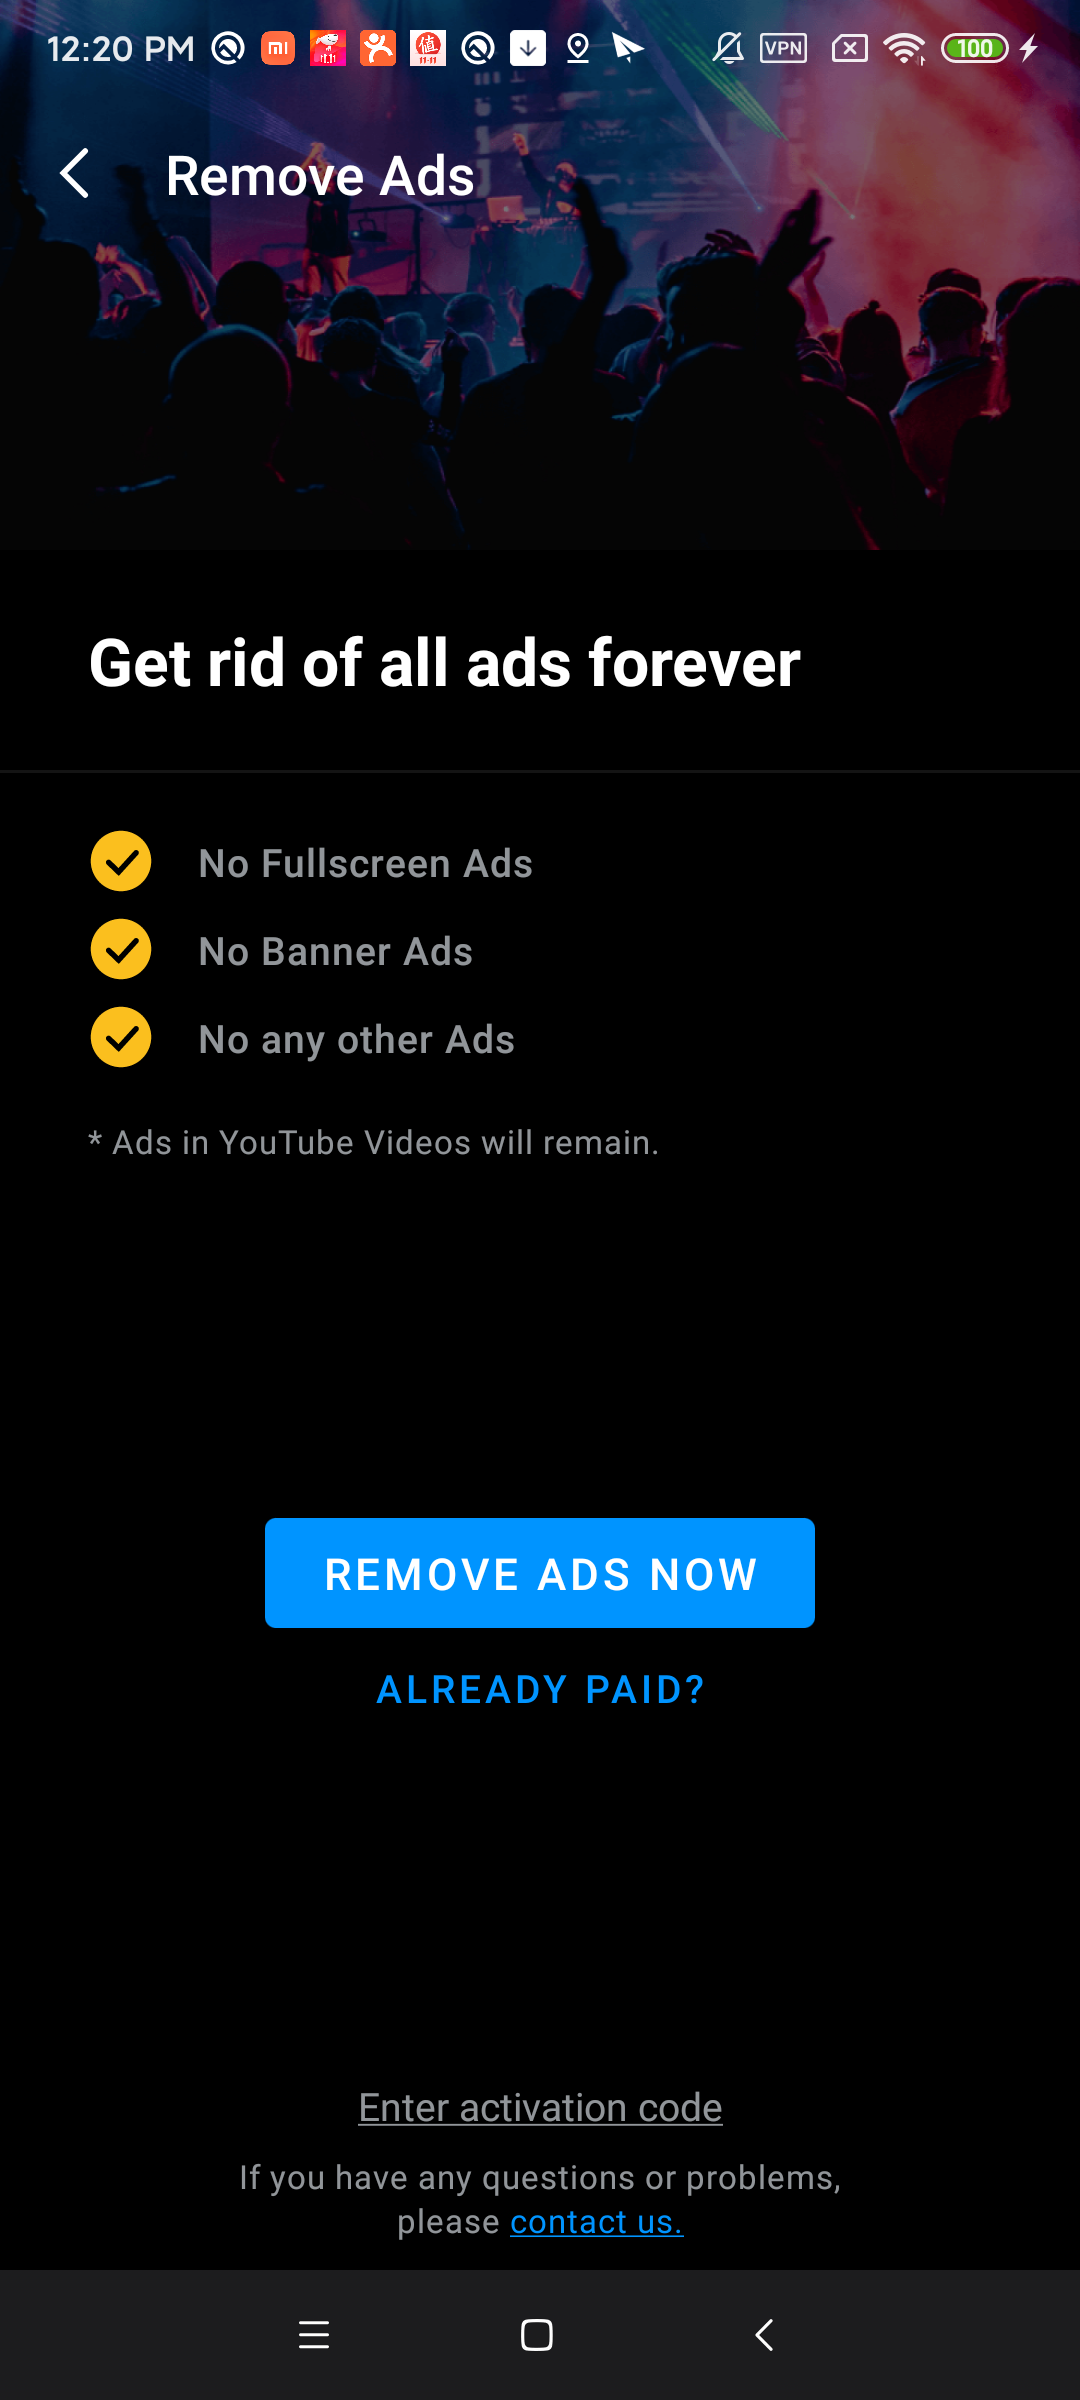 12:20 PM
VPN
100
Remove Ads
Get rid of all ads forever
No Fullscreen Ads
No Banner Ads
No any other Ads
* Ads in YouTube Videos will remain.
REMOVE ADS NOW
ALREADY PAID?
Enter activation code
If you have any questions or problems,
please contact us.